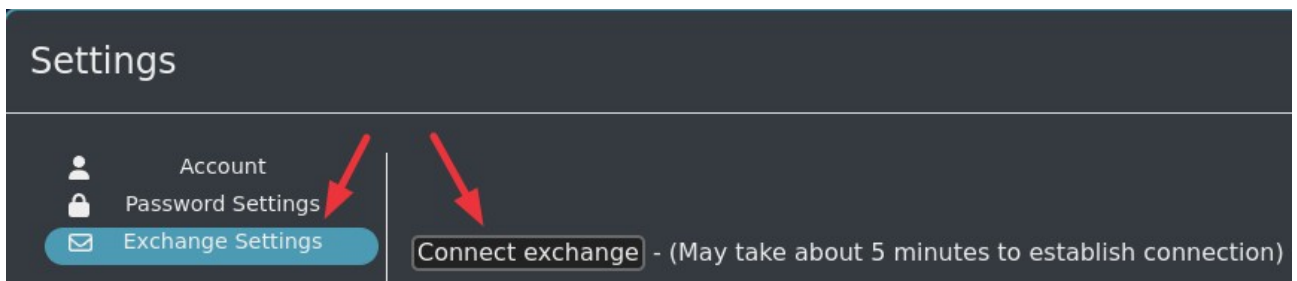 Settings
Account
Password Settings
Exchange Settings
Connect exchange - (May take about 5 minutes to establish connection)